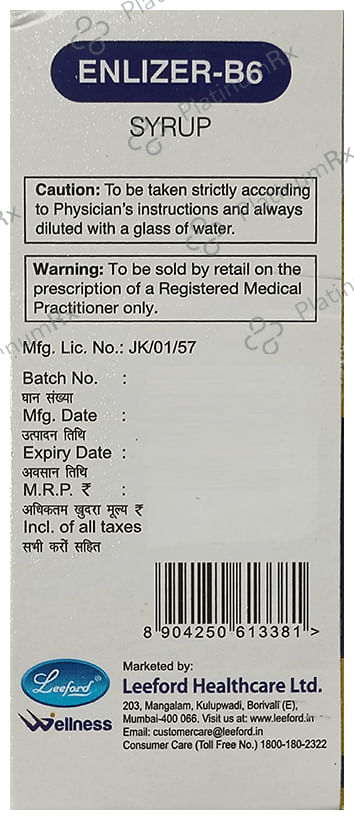 ENLIZER-B6
SYRUP
Caution: To be taken strictly according
to Physician's instructions and always
diluted with a glass of water.
Warning: To be sold by retail on the
prescription of a Registered Medical
Practitioner only.
Mfg. Lic. No.: JK/01/57
Batch No. :
घान संख्या
Mfg. Date :
उत्पादन तिथि
Expiry Date :
अवसान तिथि
M.R.P. ₹ :
अधिकतम खुदरा मूल्य ₹
Incl. of all taxes
सभी करों सहित
8 904250 613381 >
Leeford®
Wellness
Marketed by:
Leeford Healthcare Ltd.
203, Mangalam, Kulupwadi, Borivali (E),
Mumbai-400 066. Visit us at: www.leeford.in
Email: customercare@leeford.in
Consumer Care (Toll Free No.) 1800-180-2322
PlatinumRx
PlatinumRx
PlatinumRx